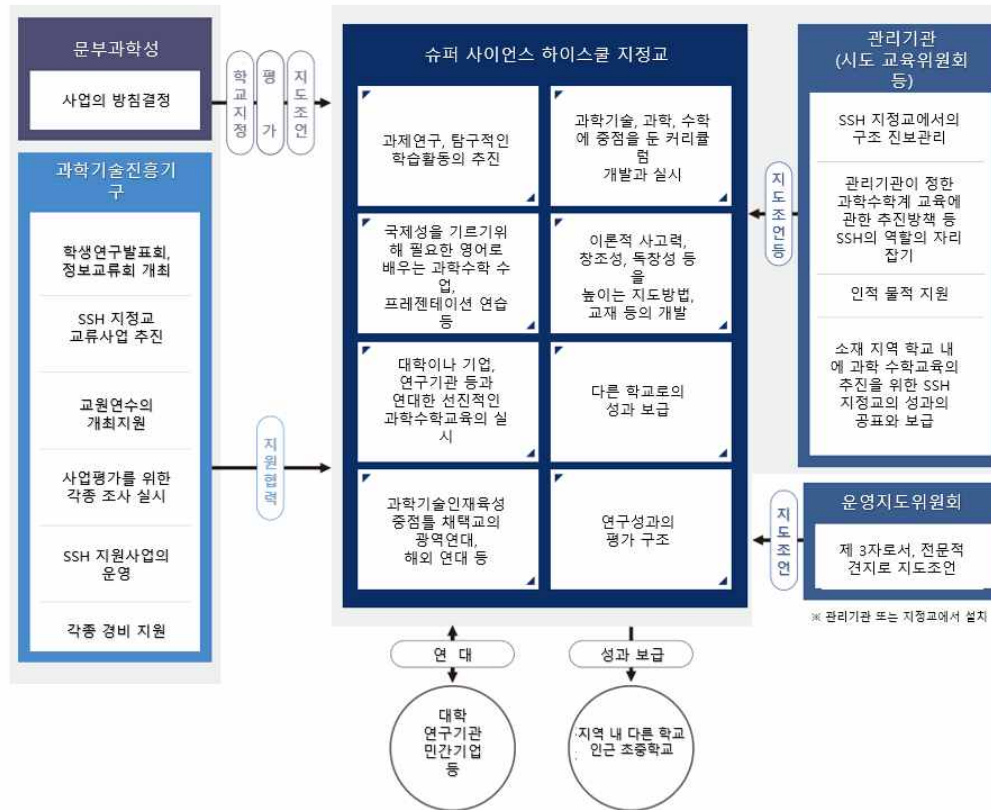 문부과학성
사업의 방침결정
과학기술진흥기
구
학생연구발표회,
정보교류회 개최
SSH 지정교
교류사업 추진
교원연수의
개최지원
사업평가를 위한
각종 조사 실시
SSH 지원사업의
운영
각종 경비 지원
학교지정
평가
지도조언
지원협력
슈퍼 사이언스 하이스쿨 지정교
과제연구, 탐구적인
학습활동의 추진
과학기술, 과학, 수학
에 중점을 둔 커리큘
럼
개발과 실시
국제성을 기르기위
해 필요한 영어로
배우는 과학수학 수
업,
프레젠테이션 연습
등
이론적 사고력,
창조성, 독창성 등
을
높이는 지도방법,
교재 등의 개발
대학이나 기업,
연구기관 등과
연대한 선진적인
과학수학교육의 실
시
다른 학교로의
성과 보급
과학기술인재육성
중점틀 채택교의
광역연대,
해외 연대 등
연구성과의
평가 구조
지도조언등
지도조언
관리기관
(시도 교육위원회
등)
SSH 지정교에서의
구조 진보관리
관리기관이 정한
과학수학계 교육에
관한 추진방책 등
SSH의 역할의 자리
잡기
인적 물적 지원
소재 지역 학교 내
에 과학 수학교육의
추진을 위한 SSH
지정교의 성과의
공표와 보급
운영지도위원회
제 3자로서, 전문적
견지로 지도조언
※ 관리기관 또는 지정교에서 설치
연 대
성과 보급
대학
연구기관
민간기업
등
지역 내 다른 학교
인근 초중학교